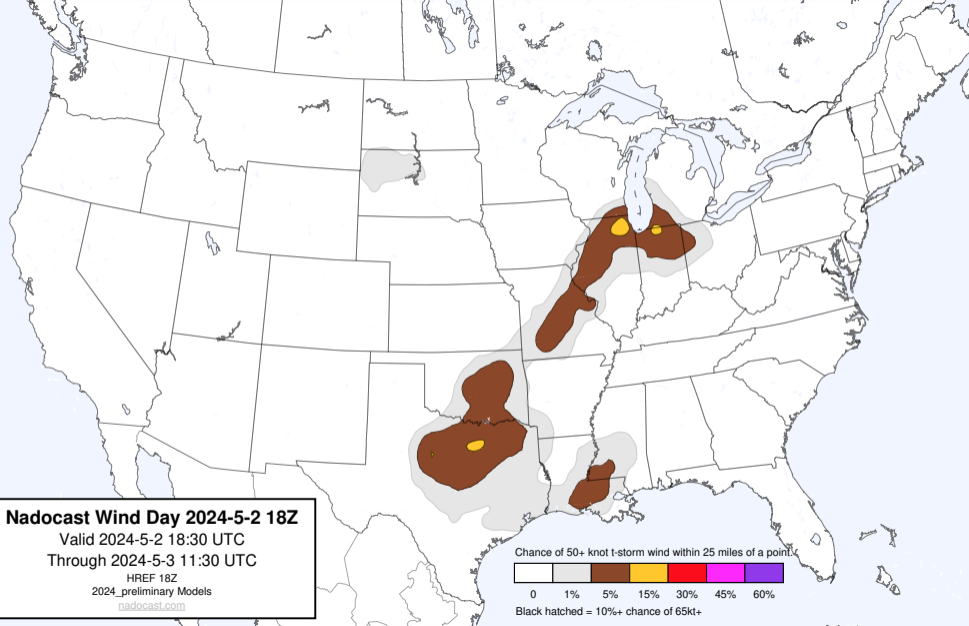 Nadocast Wind Day 2024-5-2 18Z
Valid 2024-5-2 18:30 UTC
Through 2024-5-3 11:30 UTC
HREF 18Z
2024_preliminary Models
nadocast.com
Chance of 50+ knot t-storm wind within 25 miles of a point.
0 1% 5% 15% 30% 45% 60%
Black hatched = 10%+ chance of 65kt+